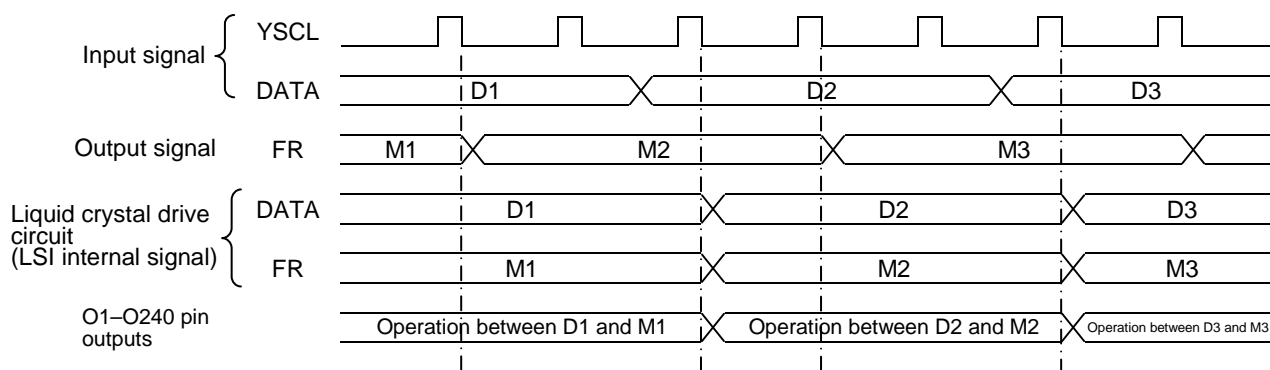 Input signal
YSCL
DATA
D1
D2
D3
Output signal
FR
M1
M2
M3
Liquid crystal drive
circuit
(LSI internal signal)
DATA
D1
D2
D3
FR
M1
M2
M3
O1–O240 pin
outputs
Operation between D1 and M1
Operation between D2 and M2
Operation between D3 and M3